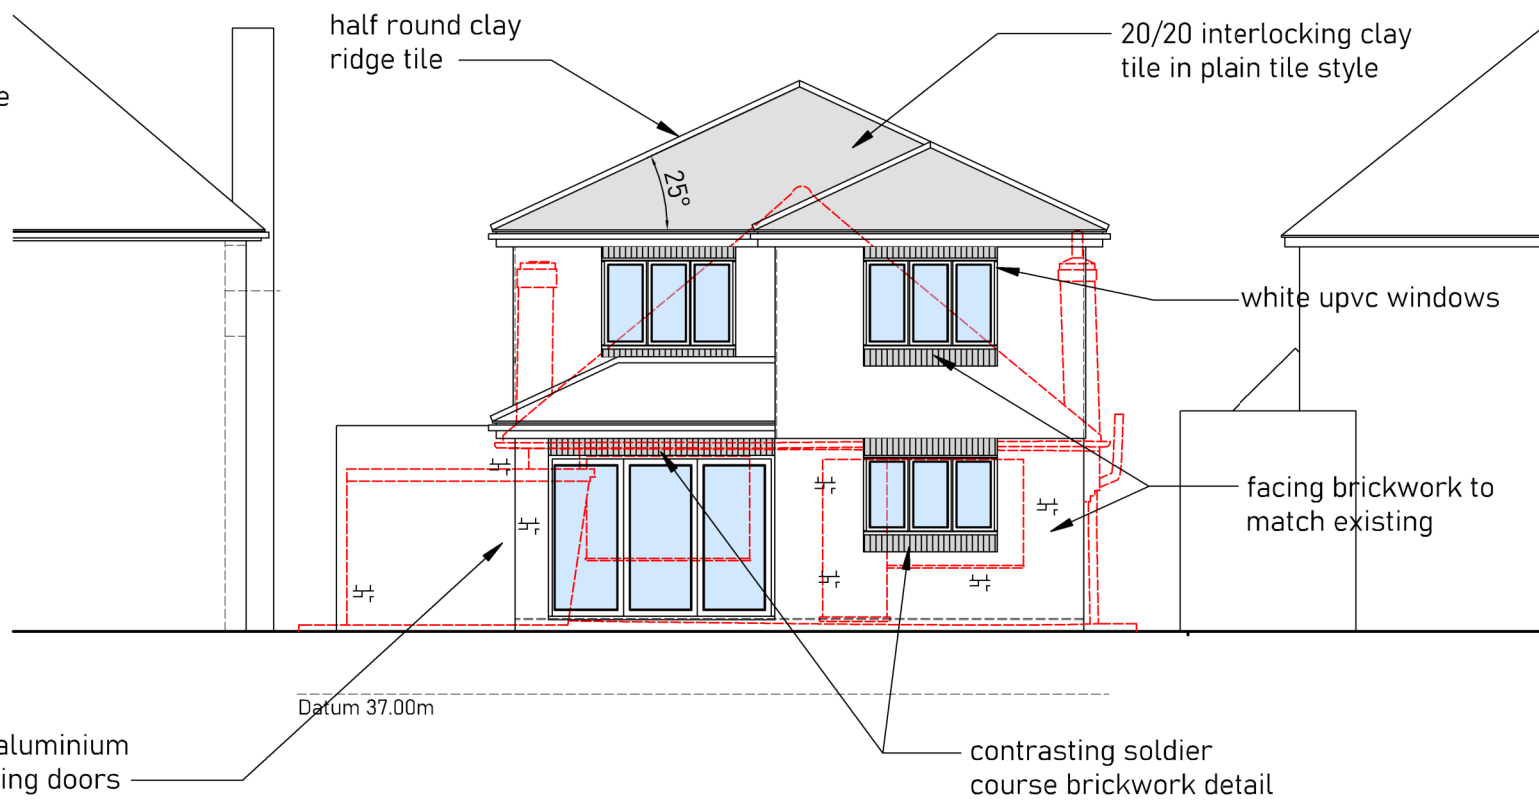 half round clay
ridge tile
20/20 interlocking clay
tile in plain tile style
e
25°
white upvc windows
facing brickwork to
match existing
Datum 37.00m
aluminium
ing doors
contrasting soldier
course brickwork detail